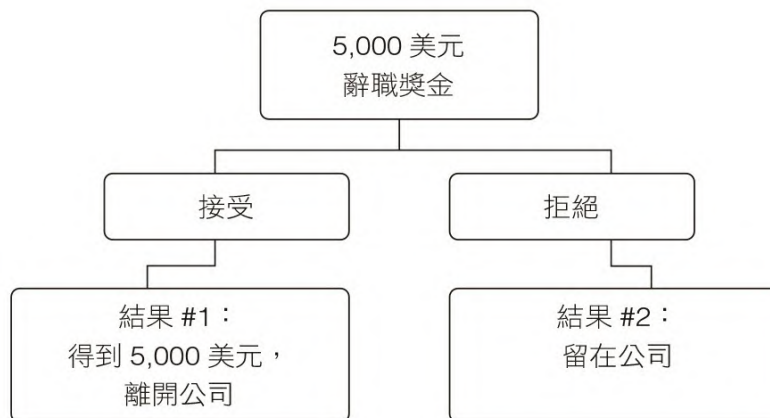 5,000 美元
辭職獎金
接受
拒絕
結果 #1：
得到 5,000 美元，
離開公司
結果 #2：
留在公司